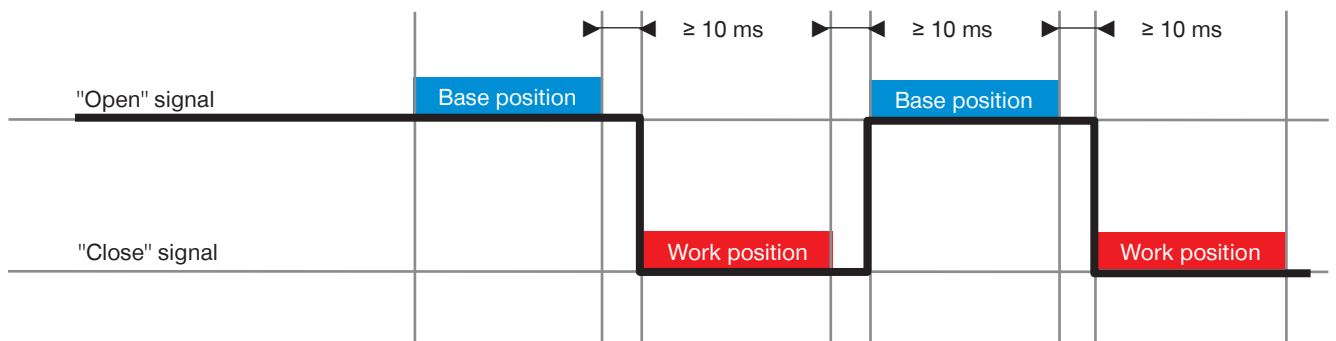 ≥ 10 ms ≥ 10 ms ≥ 10 ms
"Open" signal Base position Base position
"Close" signal Work position Work position